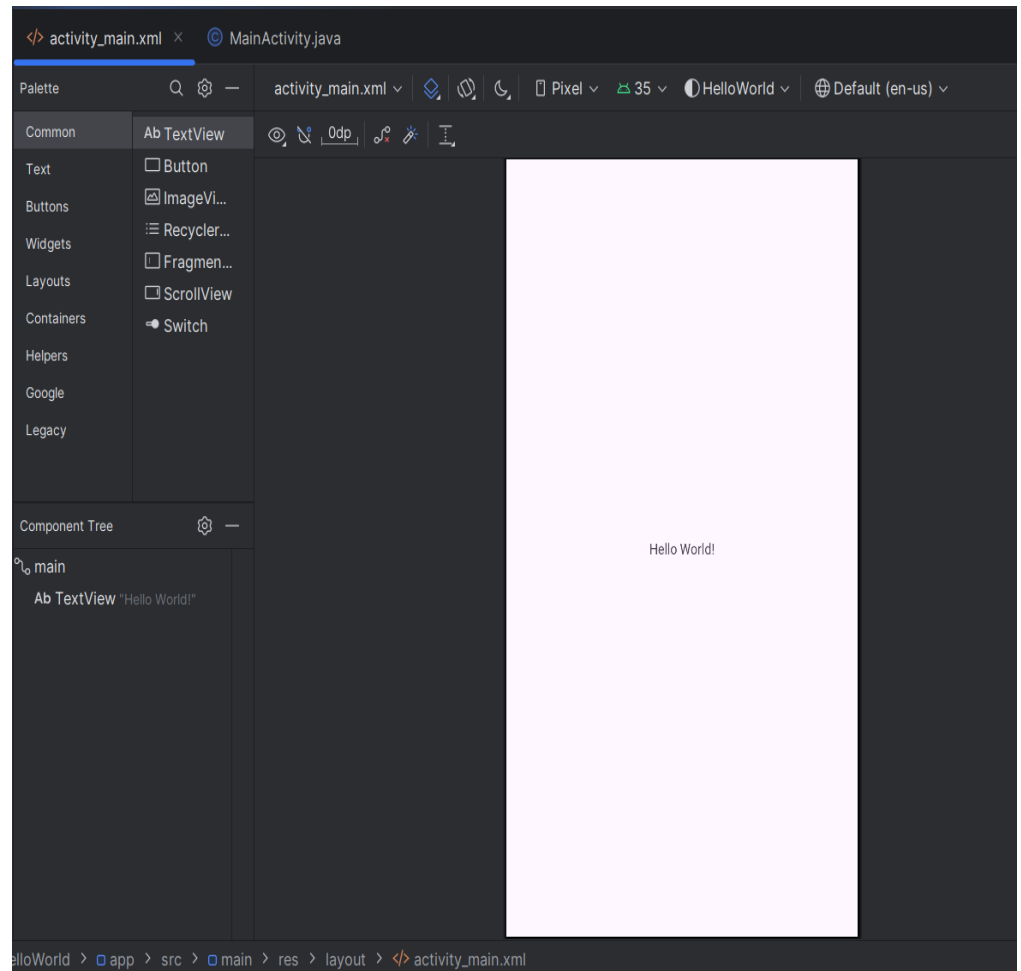 activity_main.xml MainActivity.java
Palette
activity_main.xml Pixel 35 HelloWorld Default (en-us)
Common
Text
Buttons
Widgets
Layouts
Containers
Helpers
Google
Legacy
Ab TextView
Button
ImageVi...
Recycler...
Fragmen...
ScrollView
Switch
0dp
Component Tree
main
Ab TextView "Hello World!"
Hello World!
elloWorld > app > src > main > res > layout > activity_main.xml